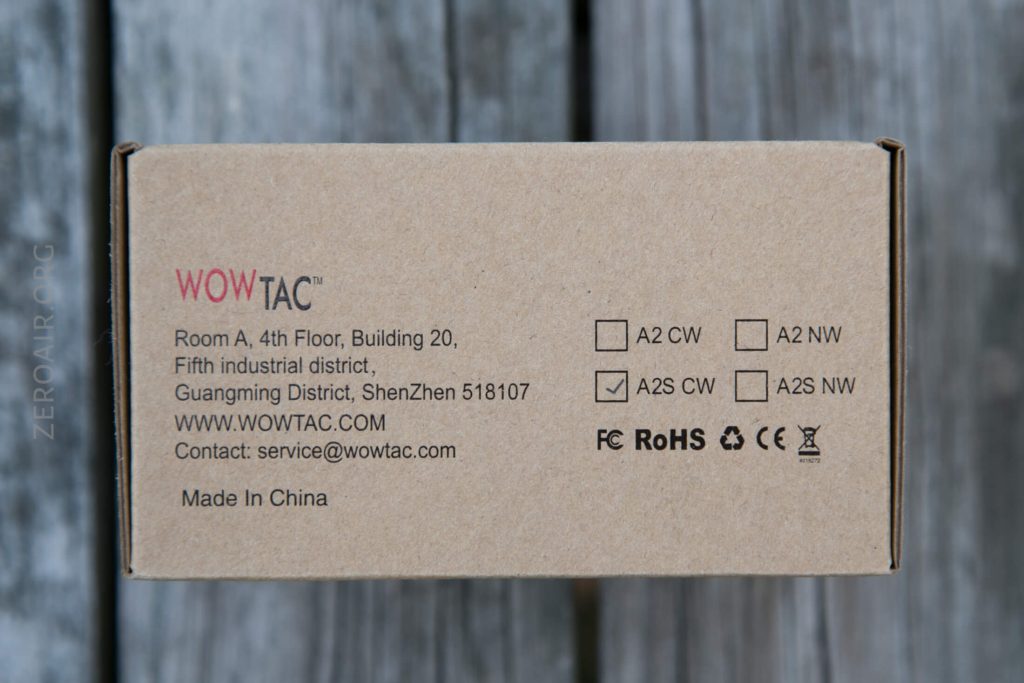 ZEROAIR.ORG
WOWTAC™
Room A, 4th Floor, Building 20,
Fifth industrial district,
Guangming District, ShenZhen 518107
WWW.WOWTAC.COM
Contact: service@wowtac.com
Made In China
A2 CW A2 NW
A2S CW A2S NW
FC RoHS CE